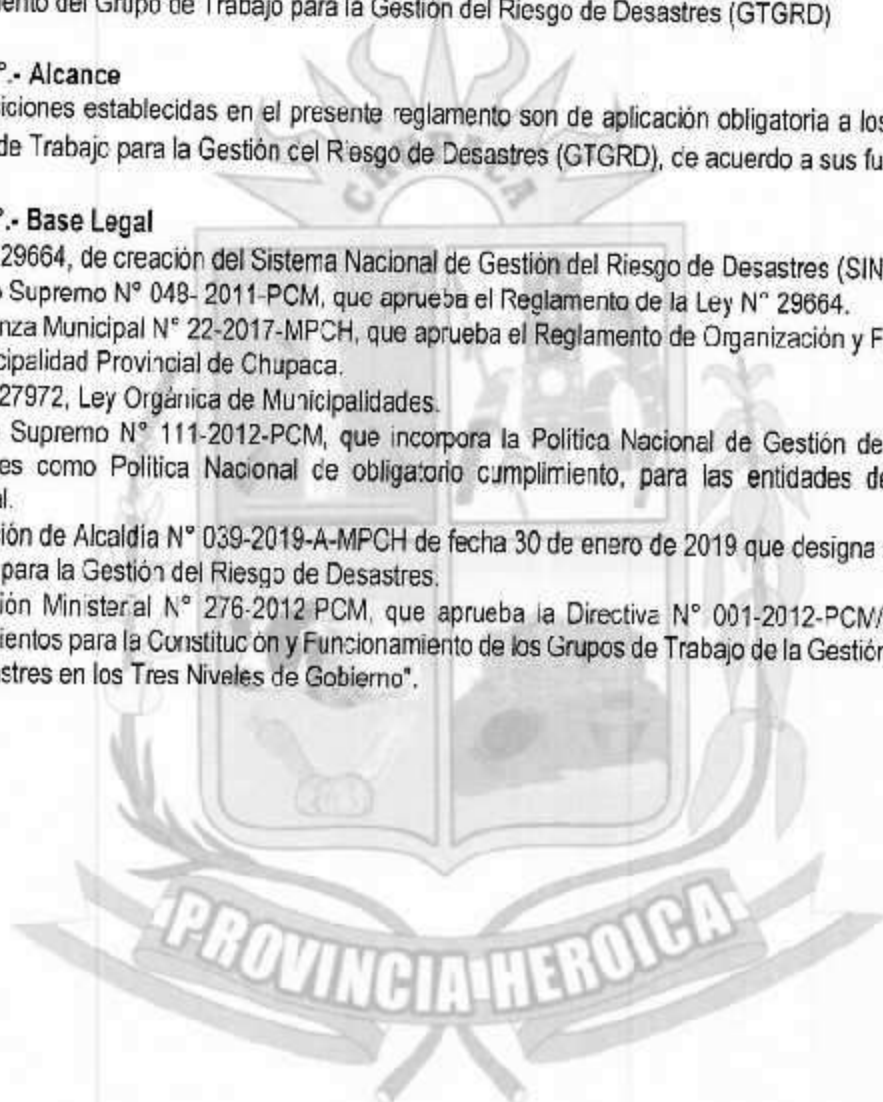 iento del Grupo de Trabajo para la Gestión del Riesgo de Desastres (GTGRD)
°.- Alcance
iciones establecidas en el presente reglamento son de aplicación obligatoria a los
de Trabajo para la Gestión del Riesgo de Desastres (GTGRD), de acuerdo a sus fu
CHUPACA
°.- Base Legal
29664, de creación del Sistema Nacional de Gestión del Riesgo de Desastres (SIN
Supremo N° 048- 2011-PCM, que aprueba el Reglamento de la Ley N° 29664.
nza Municipal N° 22-2017-MPCH, que aprueba el Reglamento de Organización y F
cipalidad Provincial de Chupaca.
27972, Ley Orgánica de Municipalidades.
Supremo N° 111-2012-PCM, que incorpora la Política Nacional de Gestión de
es como Política Nacional de obligatorio cumplimiento, para las entidades de
l.
ión de Alcaldía N° 039-2019-A-MPCH de fecha 30 de enero de 2019 que designa
para la Gestión del Riesgo de Desastres.
ión Ministerial N° 276-2012 PCM, que aprueba la Directiva N° 001-2012-PCM/
ientos para la Constitución y Funcionamiento de los Grupos de Trabajo de la Gestión
stres en los Tres Niveles de Gobierno".
PROVINCIA HEROICA